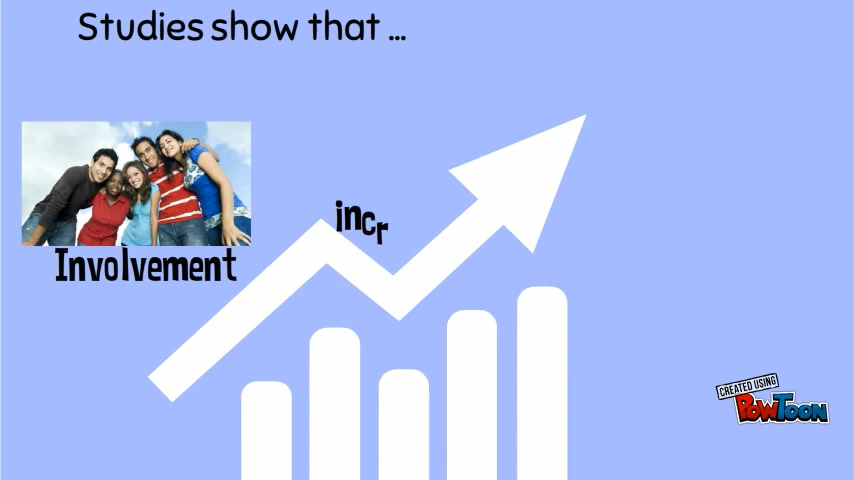 Studies show that ...
incr
Involvement
CREATED USING
POWTOON